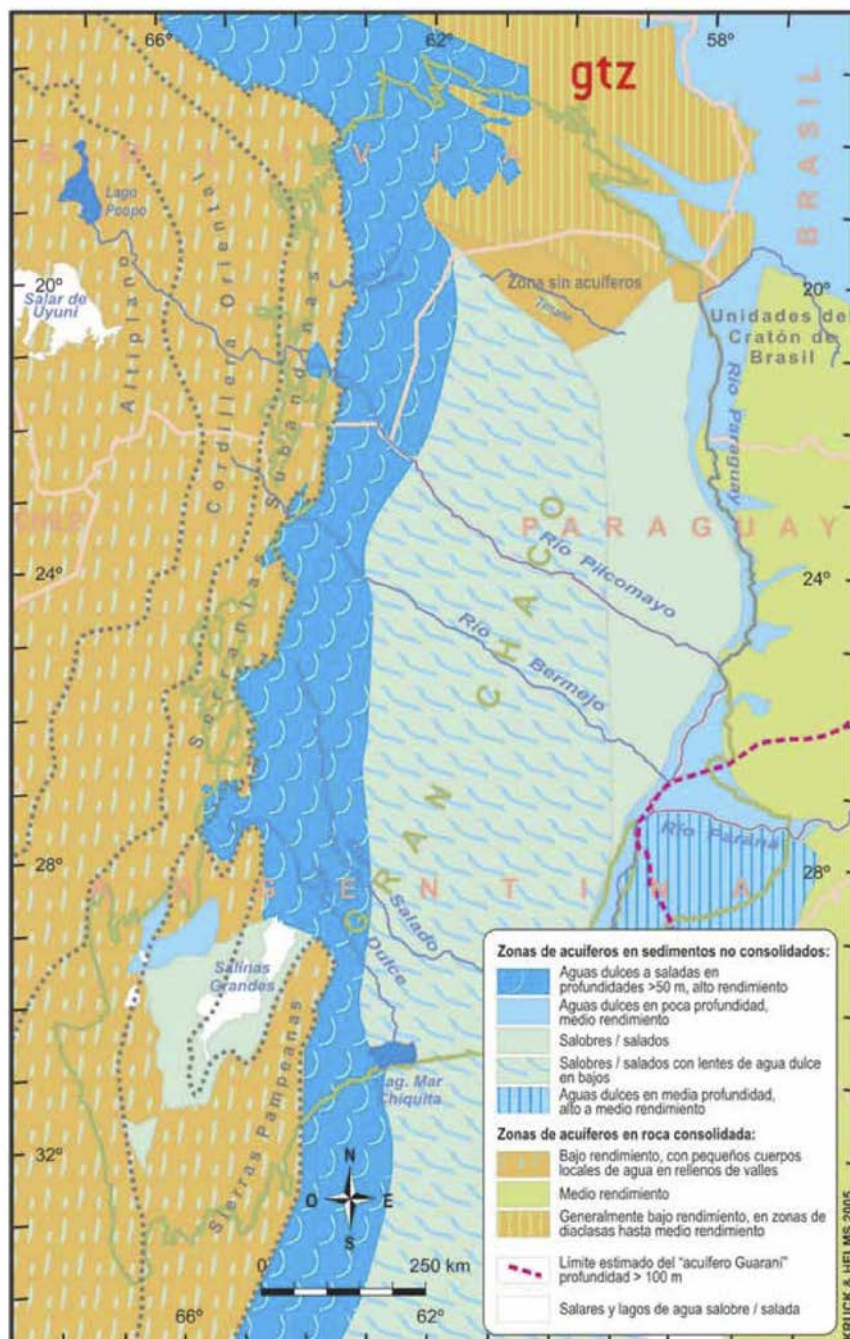 66°
62°
58°
gtz
BRASIL
BOLIVIA
Lago
Poopo
Altiplano
Cordillera Oriental
Serranía Subandinas
20°
Salar de
Uyuni
Zona sin acuíferos
Timane
20°
Unidades del
Cratón de
Brasil
Río Paraguay
CHILE
PARAGUAY
24°
Río Pilcomayo
24°
GRAN CHACO
Río Bermejo
28°
Río Paraná
28°
ARGENTINA
Salado
Dulce
Salinas
Grandes
Lag. Mar
Chiquita
Sierras Pampeanas
32°
N
O
E
S
0
250 km
66°
62°
Zonas de acuíferos en sedimentos no consolidados:
Aguas dulces a saladas en
profundidades >50 m, alto rendimiento
Aguas dulces en poca profundidad,
medio rendimiento
Salobres / salados
Salobres / salados con lentes de agua dulce
en bajos
Aguas dulces en media profundidad,
alto a medio rendimiento
Zonas de acuíferos en roca consolidada:
Bajo rendimiento, con pequeños cuerpos
locales de agua en rellenos de valles
Medio rendimiento
Generalmente bajo rendimiento, en zonas de
diaclasas hasta medio rendimiento
Límite estimado del "acuífero Guaraní"
profundidad > 100 m
Salares y lagos de agua salobre / salada
& HELMS 2005